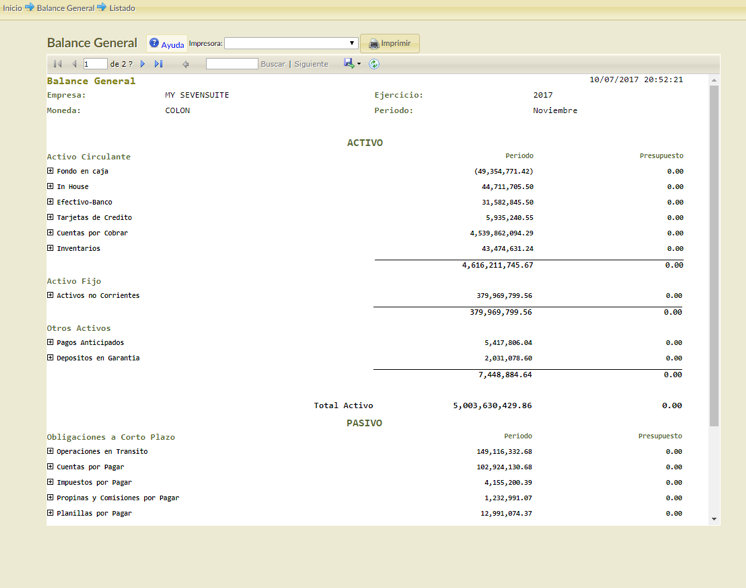 Inicio Balance General Listado
Balance General ? Ayuda Impresora: Imprimir
1 de 2 ? Buscar | Siguiente
Balance General 10/07/2017 20:52:21
Empresa: MY SEVENSUITE Ejercicio: 2017
Moneda: COLON Periodo: Noviembre
ACTIVO
Activo Circulante Periodo Presupuesto
Fondo en caja (49,354,771.42) 0.00
In House 44,711,705.50 0.00
Efectivo-Banco 31,582,845.50 0.00
Tarjetas de Credito 5,935,240.55 0.00
Cuentas por Cobrar 4,539,862,094.29 0.00
Inventarios 43,474,631.24 0.00
4,616,211,745.67 0.00
Activo Fijo
Activos no Corrientes 379,969,799.56 0.00
379,969,799.56 0.00
Otros Activos
Pagos Anticipados 5,417,806.04 0.00
Depositos en Garantia 2,031,078.60 0.00
7,448,884.64 0.00
Total Activo 5,003,630,429.86 0.00
PASIVO
Obligaciones a Corto Plazo Periodo Presupuesto
Operaciones en Transito 149,116,332.68 0.00
Cuentas por Pagar 102,924,130.68 0.00
Impuestos por Pagar 4,155,200.39 0.00
Propinas y Comisiones por Pagar 1,232,991.07 0.00
Planillas por Pagar 12,991,074.37 0.00